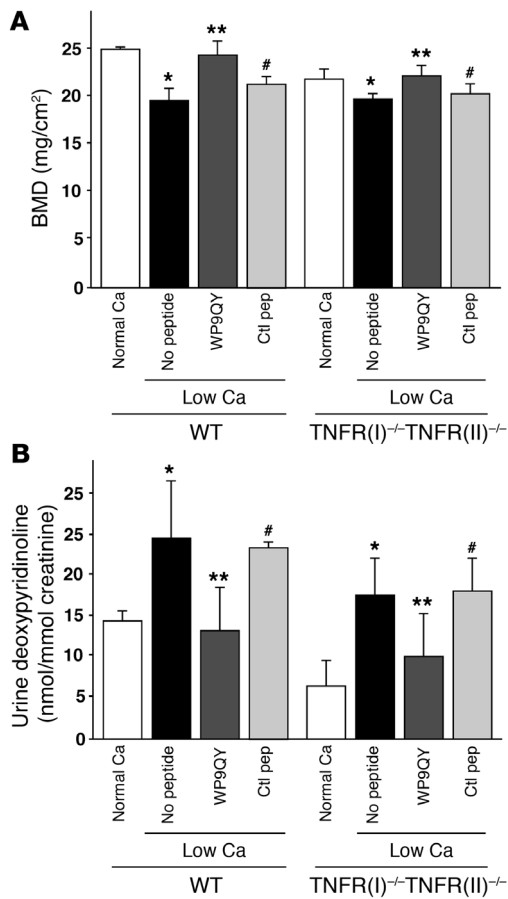 A
BMD (mg/cm²)
25
20
15
10
5
0
* ** # * ** #
Normal Ca No peptide WP9QY Ctl pep Normal Ca No peptide WP9QY Ctl pep
Low Ca Low Ca
WT TNFR(I)⁻/⁻TNFR(II)⁻/⁻
B
Urine deoxypyridinoline
(nmol/mmol creatinine)
25
25
20
15
10
5
0
* ** # * ** #
Normal Ca No peptide WP9QY Ctl pep Normal Ca No peptide WP9QY Ctl pep
Low Ca Low Ca
WT TNFR(I)⁻/⁻TNFR(II)⁻/⁻